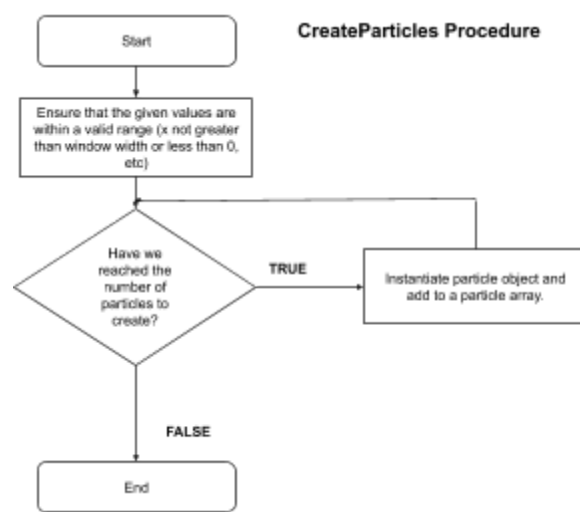 CreateParticles Procedure
Start
Ensure that the given values are
within a valid range (x not greater
than window width or less than 0,
etc)
Have we
reached the
number of
particles to
create?
TRUE
Instantiate particle object and
add to a particle array.
FALSE
End